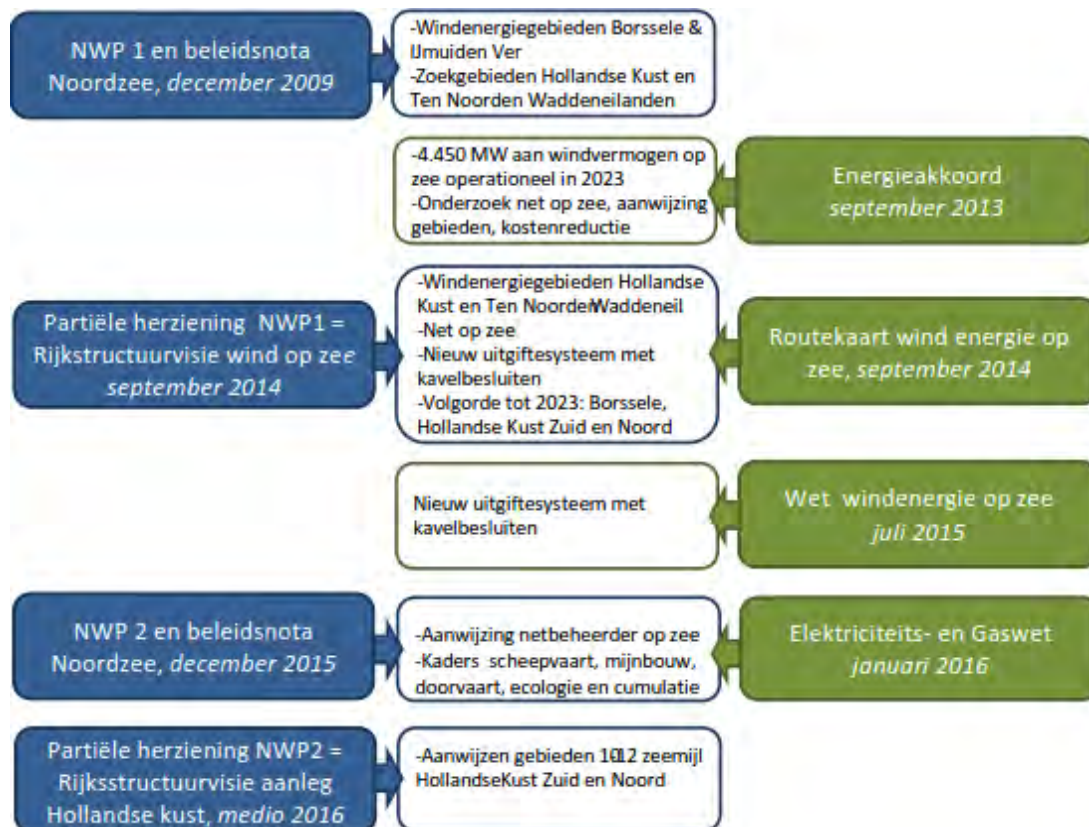 NWP 1 en beleidsnota
Noordzee, december 2009
-Windenergiegebieden Borssele &
IJmuiden Ver
-Zoekgebieden Hollandse Kust en
Ten Noorden Waddeneilanden
-4.450 MW aan windvermogen op
zee operationeel in 2023
-Onderzoek net op zee, aanwijzing
gebieden, kostenreductie
Energieakkoord
september 2013
Partiële herziening NWP1 =
Rijkstructuurvisie wind op zee
september 2014
-Windenergiegebieden Hollandse
Kust en Ten Noorden Waddeneil
-Net op zee
-Nieuw uitgiftesysteem met
kavelbesluiten
-Volgorde tot 2023: Borssele,
Hollandse Kust Zuid en Noord
Routekaart wind energie op
zee, september 2014
Nieuw uitgiftesysteem met
kavelbesluiten
Wet windenergie op zee
juli 2015
NWP 2 en beleidsnota
Noordzee, december 2015
-Aanwijzing netbeheerder op zee
-Kaders scheepvaart, mijnbouw,
doorvaart, ecologie en cumulatie
Elektriciteits- en Gaswet
januari 2016
Partiële herziening NWP2 =
Rijksstructuurvisie aanleg
Hollandse kust, medio 2016
-Aanwijzen gebieden 10-12 zeemijl
HollandseKust Zuid en Noord